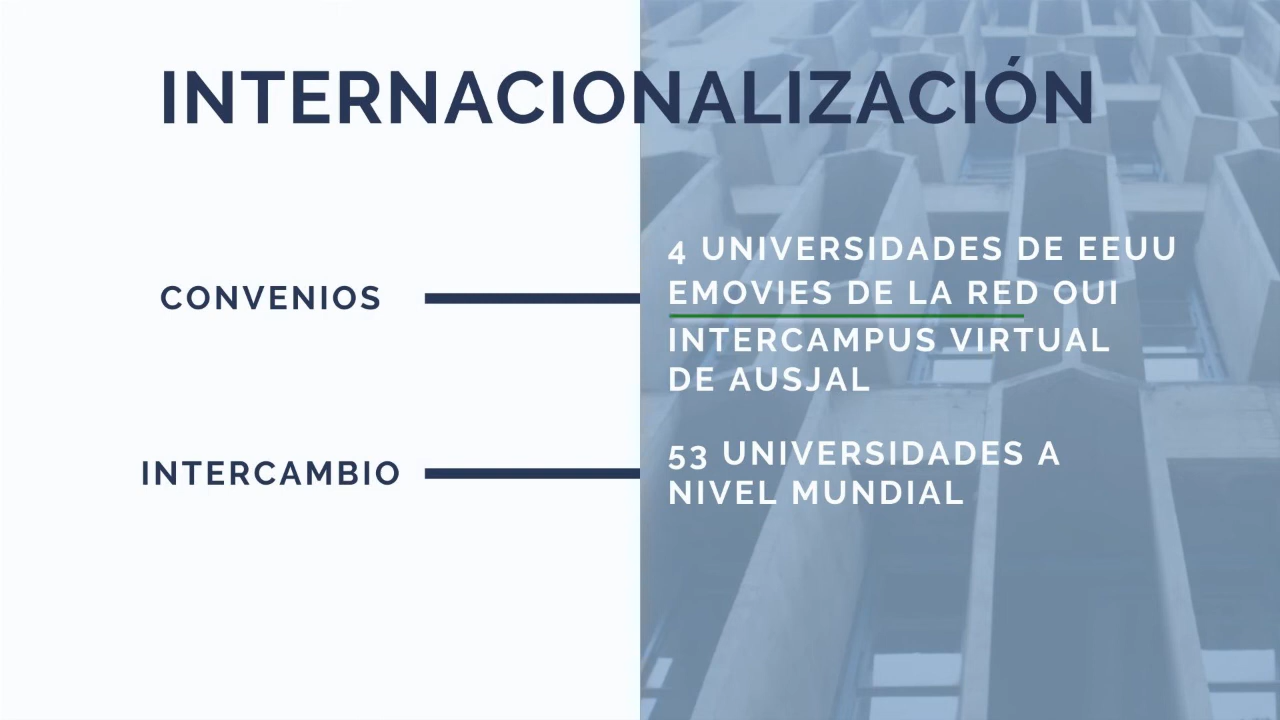 INTERNACIONALIZACIÓN
CONVENIOS
4 UNIVERSIDADES DE EEUU
EMOVIES DE LA RED OUI
INTERCAMPUS VIRTUAL
DE AUSJAL
INTERCAMBIO
53 UNIVERSIDADES A
NIVEL MUNDIAL